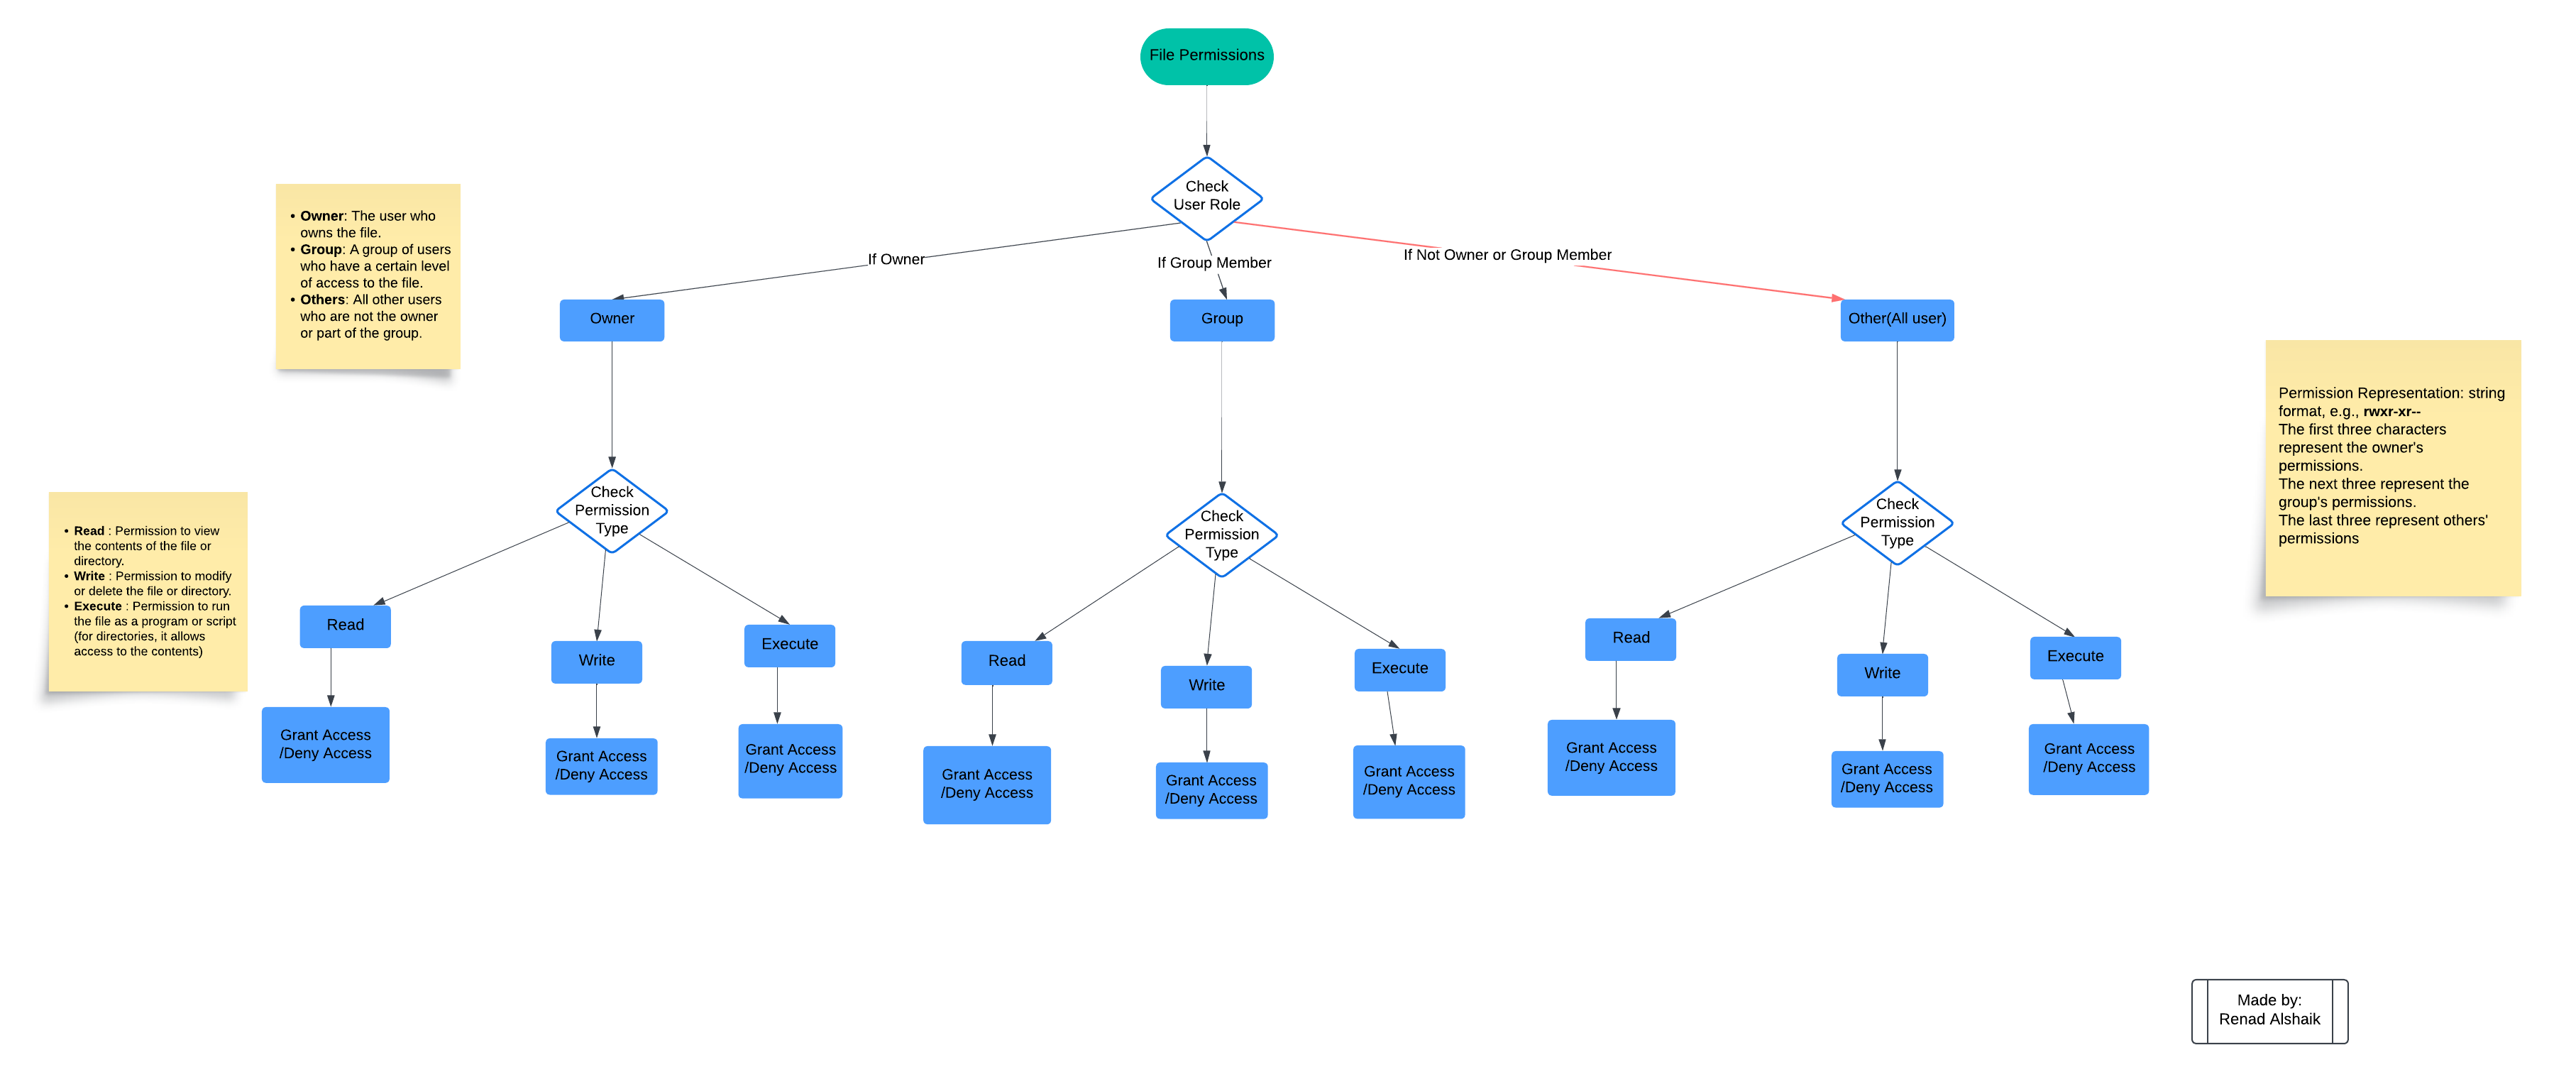 File Permissions
Check
User Role
If Owner
If Group Member
If Not Owner or Group Member
• Owner: The user who
owns the file.
• Group: A group of users
who have a certain level
of access to the file.
• Others: All other users
who are not the owner
or part of the group.
Owner
Group
Other(All user)
Permission Representation: string
format, e.g., rwxr-xr--
The first three characters
represent the owner's
permissions.
The next three represent the
group's permissions.
The last three represent others'
permissions
• Read : Permission to view
the contents of the file or
directory.
• Write : Permission to modify
or delete the file or directory.
• Execute : Permission to run
the file as a program or script
(for directories, it allows
access to the contents)
Check
Permission
Type
Check
Permission
Type
Check
Permission
Type
Read
Write
Execute
Read
Write
Execute
Read
Write
Execute
Grant Access
/Deny Access
Grant Access
/Deny Access
Grant Access
/Deny Access
Grant Access
/Deny Access
Grant Access
/Deny Access
Grant Access
/Deny Access
Grant Access
/Deny Access
Grant Access
/Deny Access
Grant Access
/Deny Access
Made by:
Renad Alshaik